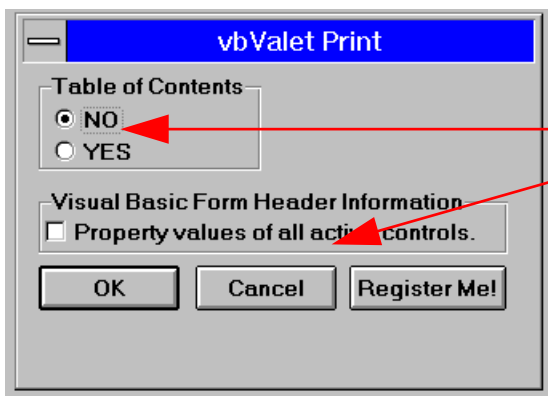 vbValet Print
Table of Contents
NO
YES
Visual Basic Form Header Information
Property values of all active controls.
OK Cancel Register Me!